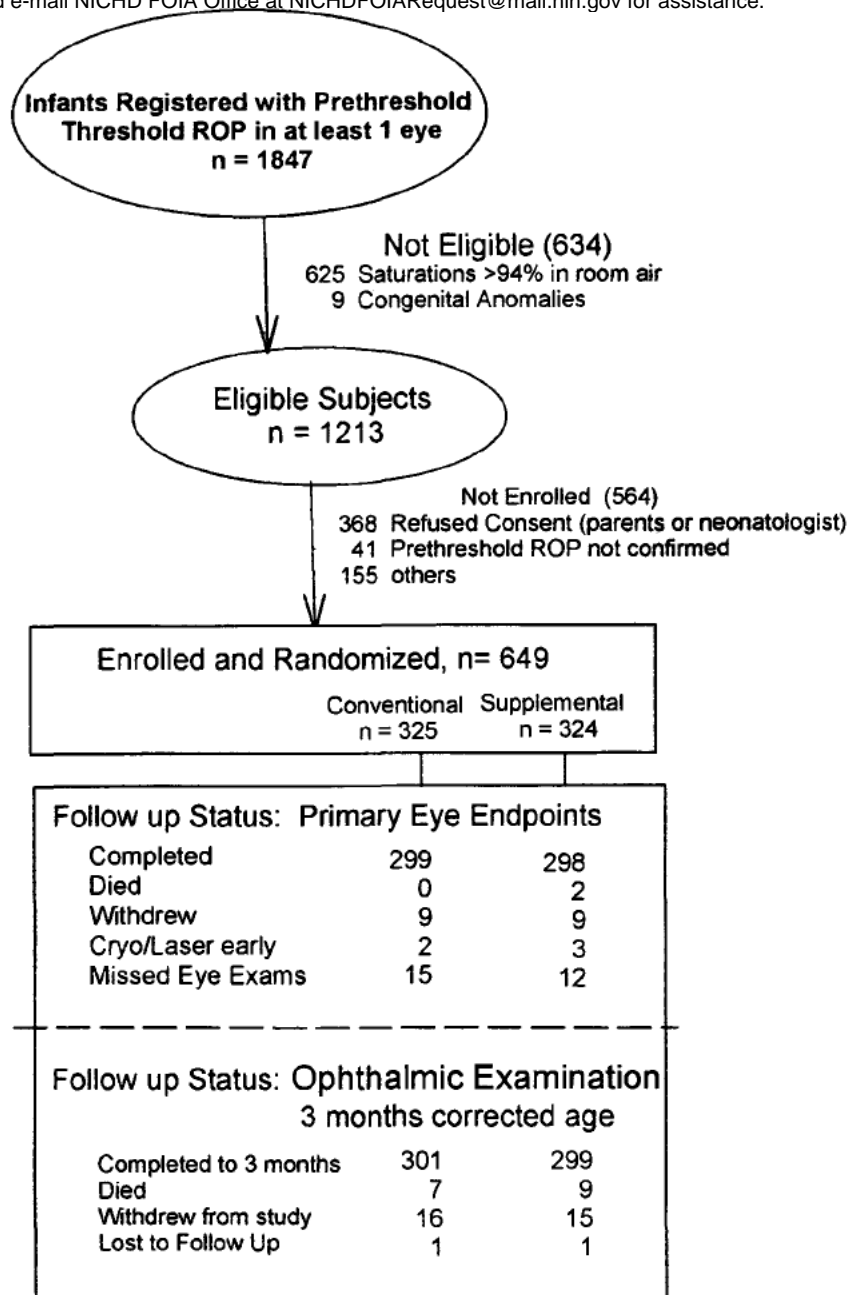 e-mail NICHD FOIA Office at NICHDFOIARequest@mail.nih.gov for assistance.
Infants Registered with Prethreshold
Threshold ROP in at least 1 eye
n = 1847
Not Eligible (634)
625 Saturations >94% in room air
9 Congenital Anomalies
Eligible Subjects
n = 1213
Not Enrolled (564)
368 Refused Consent (parents or neonatologist)
41 Prethreshold ROP not confirmed
155 others
Enrolled and Randomized, n= 649
Conventional Supplemental
n = 325 n = 324
Follow up Status: Primary Eye Endpoints
Completed 299 298
Died 0 2
Withdrew 9 9
Cryo/Laser early 2 3
Missed Eye Exams 15 12
Follow up Status: Ophthalmic Examination
3 months corrected age
Completed to 3 months 301 299
Died 7 9
Withdrew from study 16 15
Lost to Follow Up 1 1